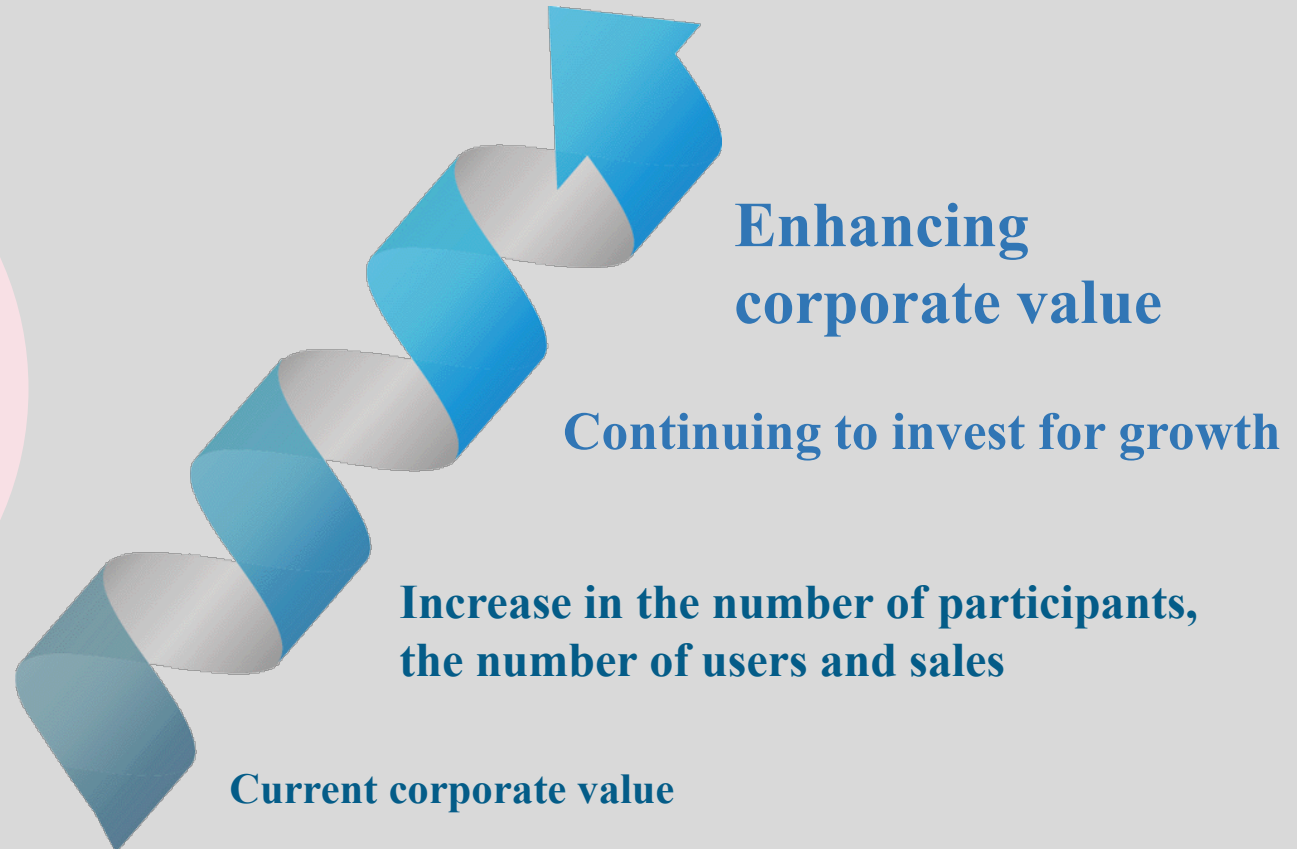 Enhancing
corporate value
Continuing to invest for growth
Increase in the number of participants,
the number of users and sales
Current corporate value